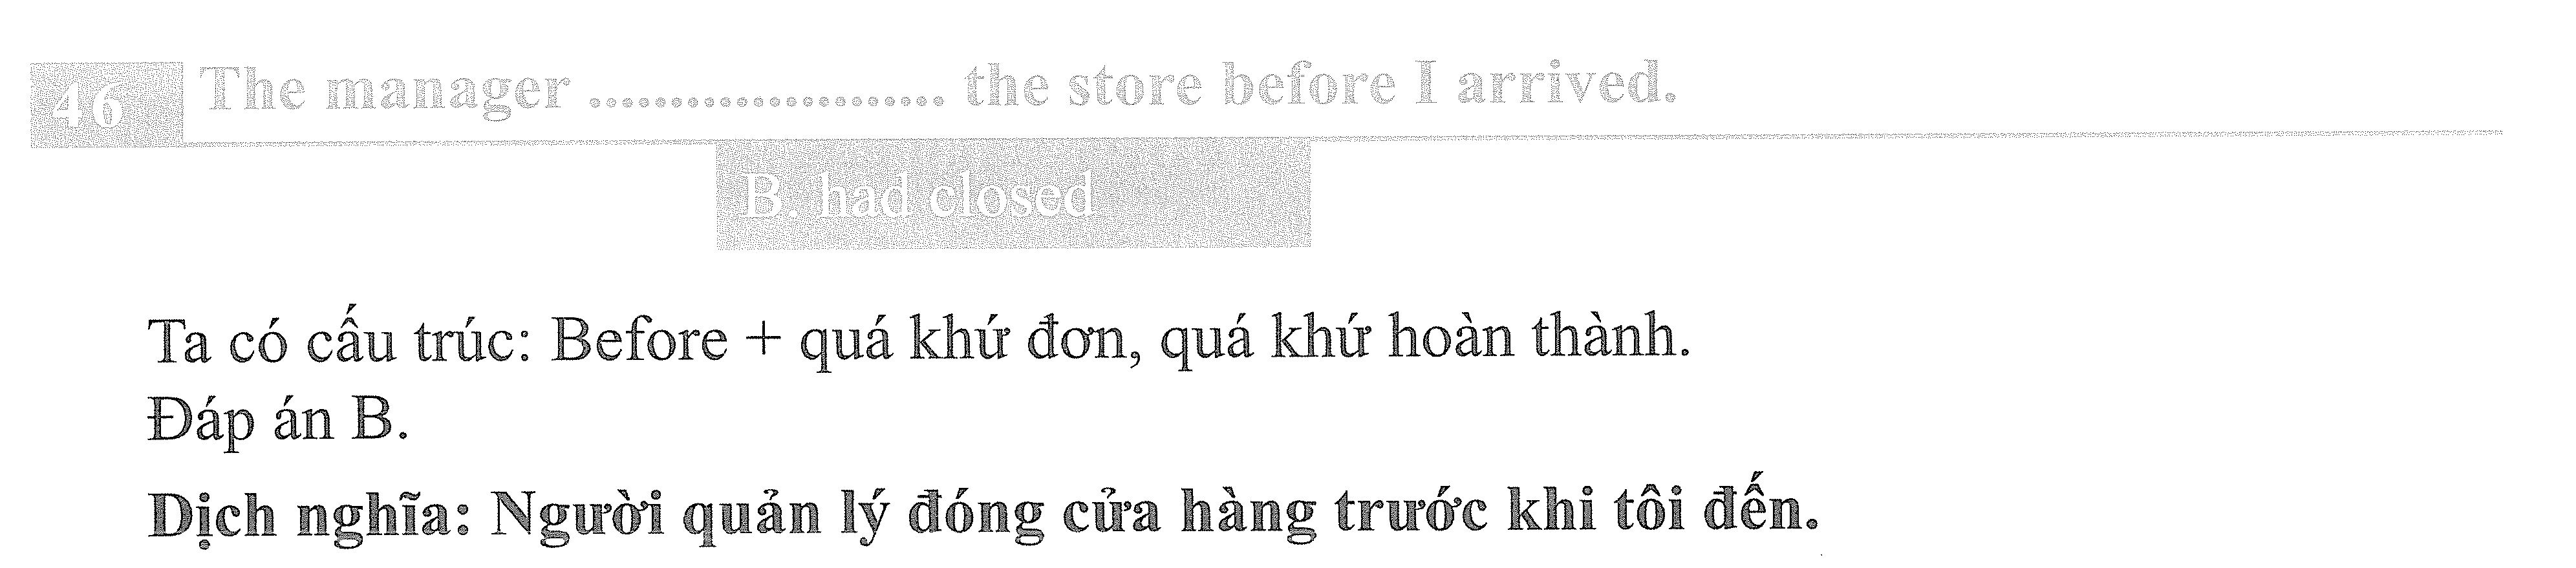 46 The manager ...................... the store before I arrived.
B. had closed
Ta có cấu trúc: Before + quá khứ đơn, quá khứ hoàn thành.
Đáp án B.
Dịch nghĩa: Người quản lý đóng cửa hàng trước khi tôi đến.